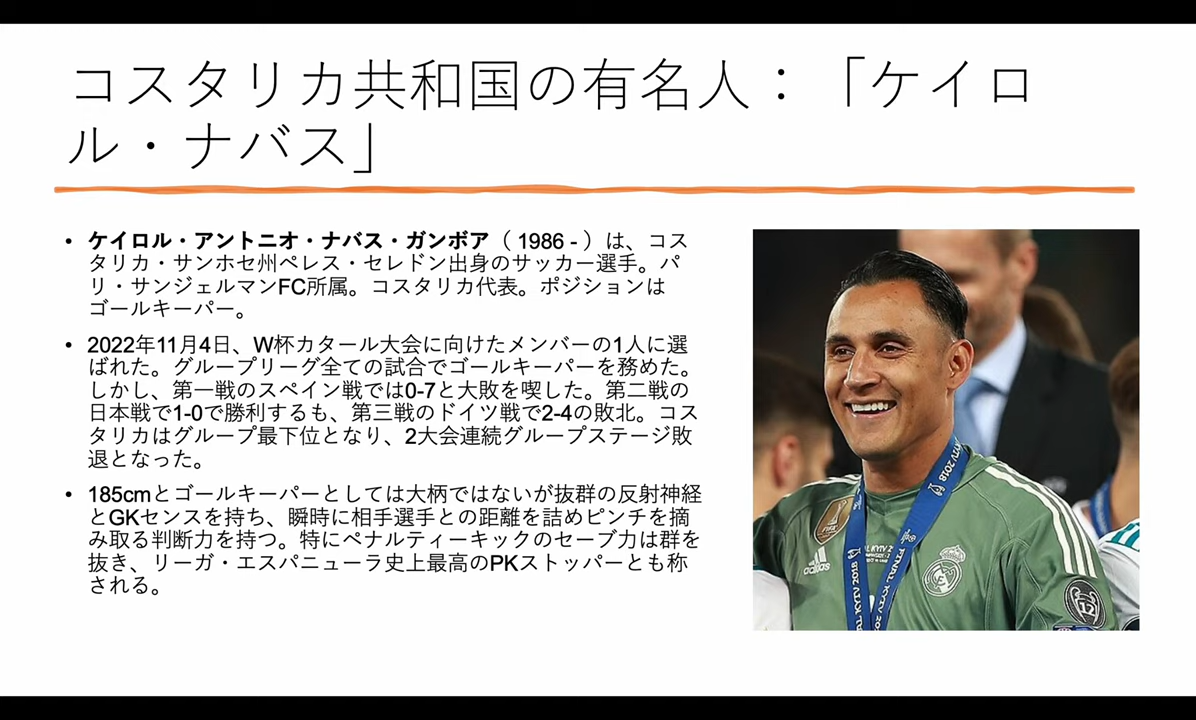 コスタリカ共和国の有名人：「ケイロ
ル・ナバス」
• ケイロル・アントニオ・ナバス・ガンボア（ 1986 - ）は、コス
タリカ・サンホセ州ペレス・セレドン出身のサッカー選手。パ
リ・サンジェルマンFC所属。コスタリカ代表。ポジションは
ゴールキーパー。
• 2022年11月4日、W杯カタール大会に向けたメンバーの1人に選
ばれた。グループリーグ全ての試合でゴールキーパーを務めた。
しかし、第一戦のスペイン戦では0-7と大敗を喫した。第二戦の
日本戦で1-0で勝利するも、第三戦のドイツ戦で2-4の敗北。コス
タリカはグループ最下位となり、2大会連続グループステージ敗
退となった。
• 185cmとゴールキーパーとしては大柄ではないが抜群の反射神経
とGKセンスを持ち、瞬時に相手選手との距離を詰めピンチを摘
み取る判断力を持つ。特にペナルティーキックのセーブ力は群を
抜き、リーガ・エスパニューラ史上最高のPKストッパーとも称
される。
adidas
FIFA
KYIV 2018
FINAL KYIV
12